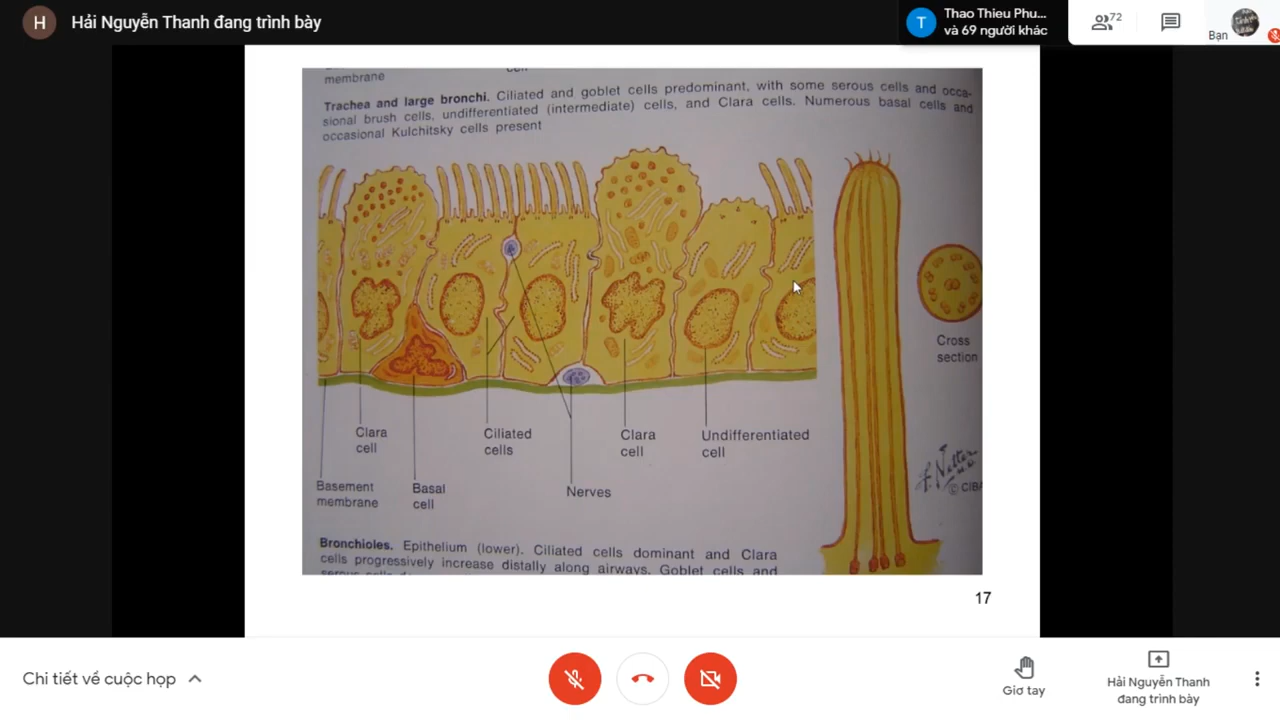 H
Hải Nguyễn Thanh đang trình bày
T
Thao Thieu Phu...
và 69 người khác
72
Bạn
membrane
Trachea and large bronchi. Ciliated and goblet cells predominant, with some serous cells and occa-
sional brush cells, undifferentiated (intermediate) cells, and Clara cells. Numerous basal cells and
occasional Kulchitsky cells present
Cross
section
Clara
cell
Ciliated
cells
Clara
cell
Undifferentiated
cell
Basement
membrane
Basal
cell
Nerves
F. Netter
M.D.
© CIBA
Bronchioles. Epithelium (lower). Ciliated cells dominant and Clara
cells progressively increase distally along airways. Goblet cells and
serous cells
17
Chi tiết về cuộc họp
Giơ tay
Hải Nguyễn Thanh
đang trình bày